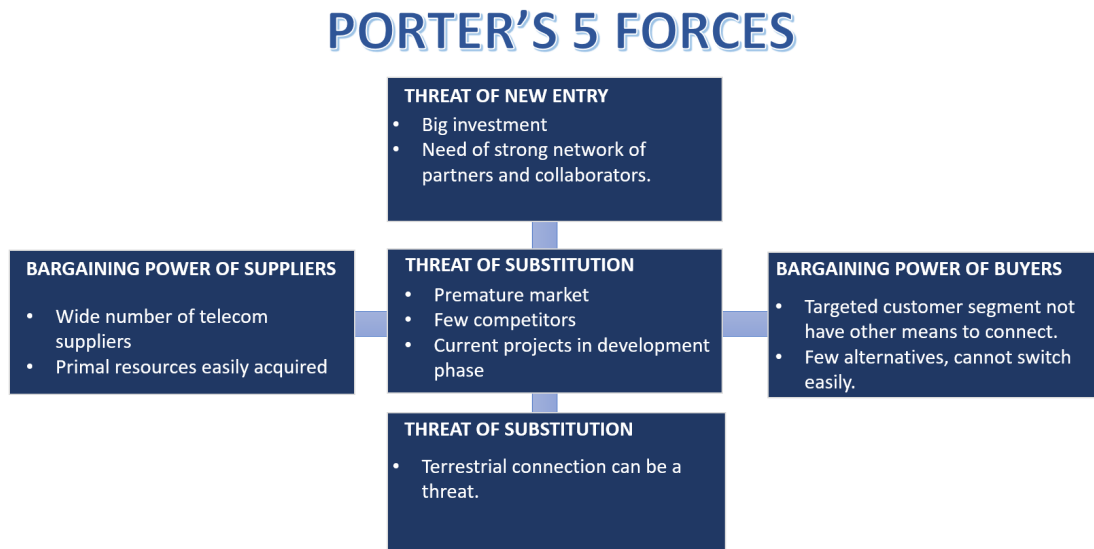 PORTER'S 5 FORCES
THREAT OF NEW ENTRY
• Big investment
• Need of strong network of
partners and collaborators.
BARGAINING POWER OF SUPPLIERS
• Wide number of telecom
suppliers
• Primal resources easily acquired
THREAT OF SUBSTITUTION
• Premature market
• Few competitors
• Current projects in development
phase
BARGAINING POWER OF BUYERS
• Targeted customer segment not
have other means to connect.
• Few alternatives, cannot switch
easily.
THREAT OF SUBSTITUTION
• Terrestrial connection can be a
threat.